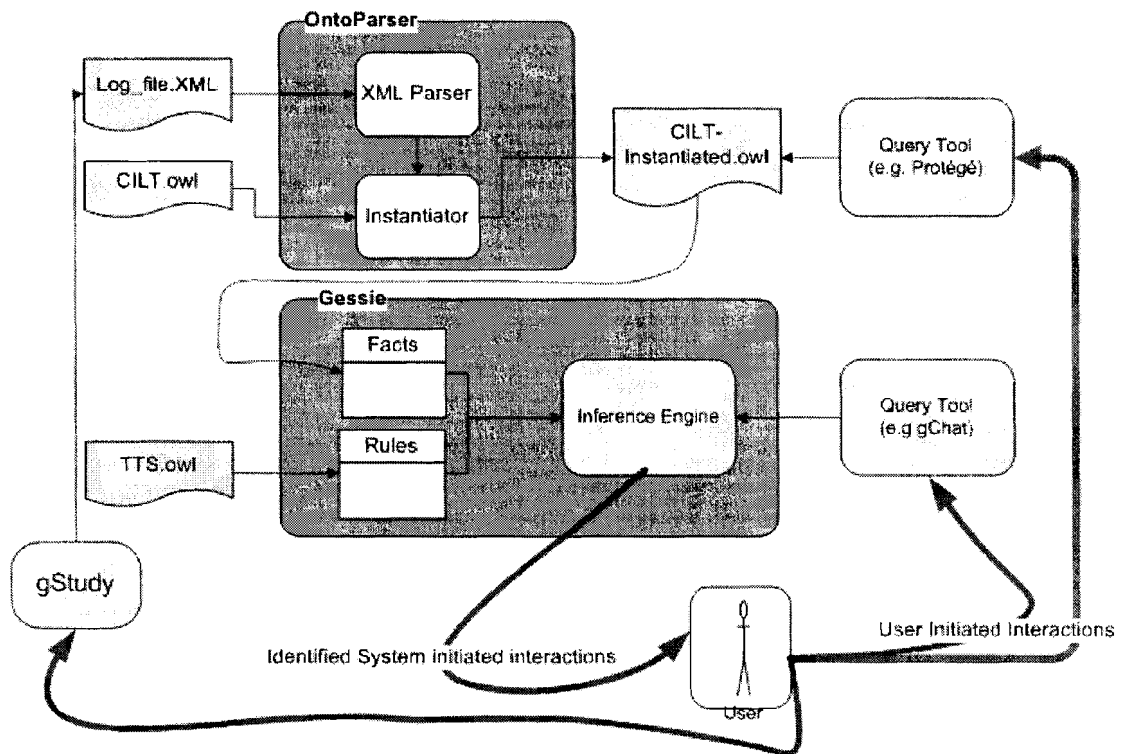 OntoParser
Log_file.XML
XML Parser
CILT-
Instantiated.owl
Query Tool
(e.g. Protégé)
CILT.owl
Instantiator
Gessie
Facts
Inference Engine
Query Tool
(e.g gChat)
Rules
TTS.owl
gStudy
User Initiated Interactions
Identified System initiated interactions
User